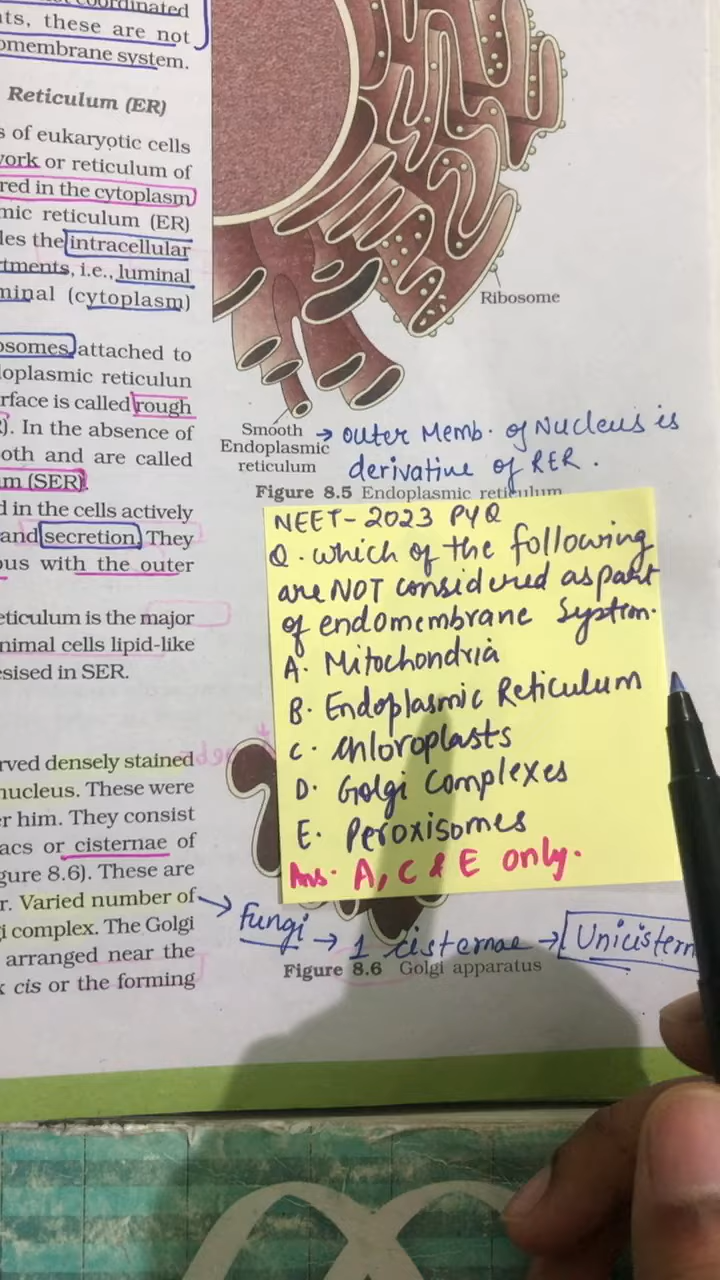 ts, these are not
omembrane system.
Reticulum (ER)
s of eukaryotic cells
work or reticulum of
red in the cytoplasm
mic reticulum (ER)
les the intracellular
tments, i.e., luminal
minal (cytoplasm)
osomes attached to
loplasmic reticulun
rface is called rough
). In the absence of
oth and are called
m (SER).
d in the cells actively
and secretion. They
ous with the outer
eticulum is the major
nimal cells lipid-like
esised in SER.
rved densely stained
nucleus. These were
er him. They consist
acs or cisternae of
gure 8.6). These are
r. Varied number of
i complex. The Golgi
arranged near the
cis or the forming
Ribosome
Smooth
Endoplasmic
reticulum
→ outer Memb. of Nucleus is
derivative of RER.
Figure 8.5 Endoplasmic reticulum
NEET-2023 PYQ
Q. which of the following
are NOT considered as part
of endomembrane System.
A. Mitochondria
B. Endoplasmic Reticulum
C. Chloroplasts
D. Golgi Complexes
E. Peroxisomes
Ans. A, C & E only.
→ Fungi → 1 cisternae → Unicistern
Figure 8.6 Golgi apparatus